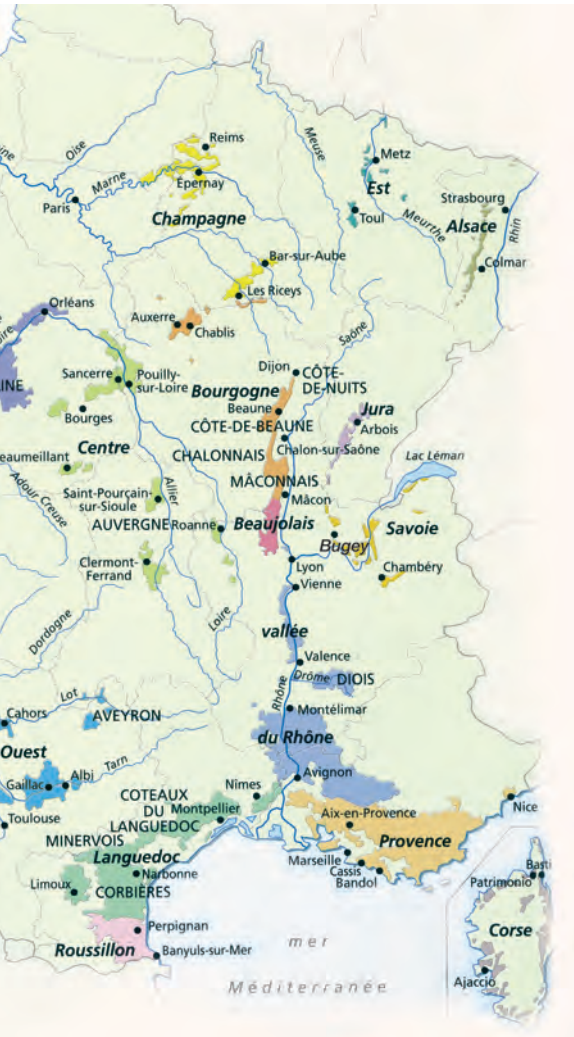 Reims
Oise
Meuse
Metz
Marne
Épernay
Est
Strasbourg
Paris
Champagne
Toul
Meurthe
Alsace
Rhin
Bar-sur-Aube
Colmar
Les Riceys
Orléans
Auxerre
Chablis
Saône
Dijon
CÔTE-
DE-NUITS
Sancerre
Pouilly-
sur-Loire
Bourgogne
Beaune
Jura
Bourges
CÔTE-DE-BEAUNE
Arbois
Centre
Chalon-sur-Saône
CHALONNAIS
Lac Léman
eaumeillant
Adour Creuse
Allier
MÂCONNAIS
Saint-Pourçain-
sur-Sioule
Mâcon
AUVERGNE
Roanne
Beaujolais
Savoie
Bugey
Clermont-
Ferrand
Lyon
Chambéry
Vienne
Loire
Dordogne
vallée
Valence
Drôme
DIOIS
Rhône
Lot
Montélimar
Cahors
AVEYRON
du Rhône
Ouest
Tarn
Gaillac
Albi
Avignon
Nîmes
COTEAUX
DU
LANGUEDOC
Montpellier
Aix-en-Provence
Nice
Toulouse
MINERVOIS
Provence
Languedoc
Marseille
Cassis
Bandol
Narbonne
Limoux
CORBIÈRES
Basti
Patrimonio
Perpignan
Corse
Roussillon
Banyuls-sur-Mer
mer
Méditerranée
Ajaccio